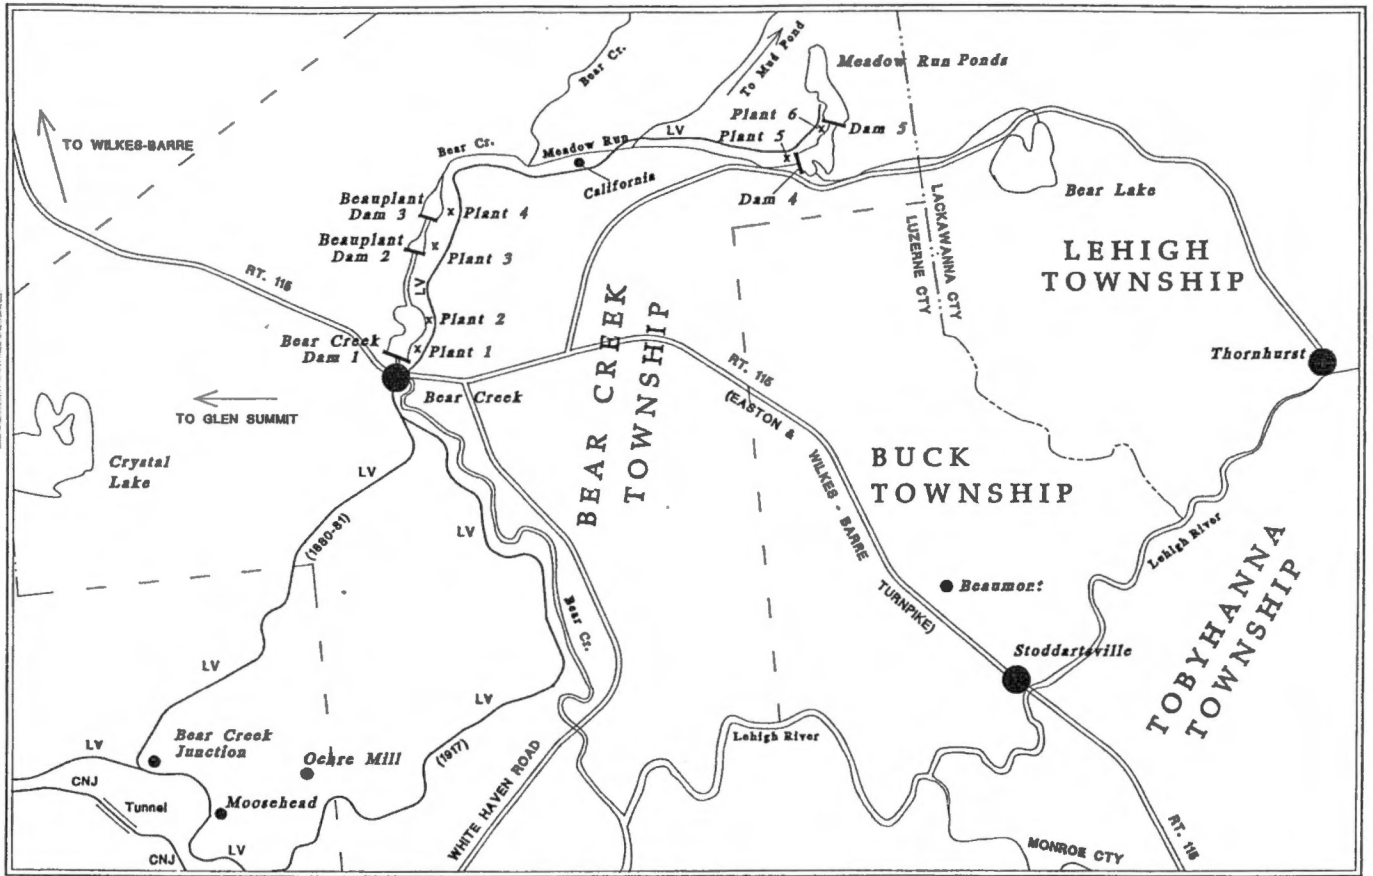 Bear Cr.
To Mud Pond
Meadow Run Ponds
TO WILKES-BARRE
Plant 6
LV
Plant 5
Dam 5
Bear Cr.
Meadow Run
California
Dam 4
Bear Lake
Beauplant
Dam 3
Plant 4
Beauplant
Dam 2
Plant 3
LACKAWANNA CTY
LUZERNE CTY
LEHIGH
TOWNSHIP
RT. 115
LV
Plant 2
Bear Creek
Dam 1
Plant 1
Thornhurst
BEAR CREEK
TOWNSHIP
RT. 115
(EASTON &
WILKES - BARRE
TURNPIKE)
Bear Creek
TO GLEN SUMMIT
Crystal
Lake
LV
BUCK
TOWNSHIP
(1880-81)
LV
Lehigh River
Bear Cr.
Beaumont
TOBYHANNA
TOWNSHIP
Stoddartsville
LV
LV
Bear Creek
Junction
LV
Ochre Mill
(1917)
Lehigh River
CNJ
Tunnel
Moosehead
WHITE HAVEN ROAD
CNJ
LV
MONROE CTY
RT. 115